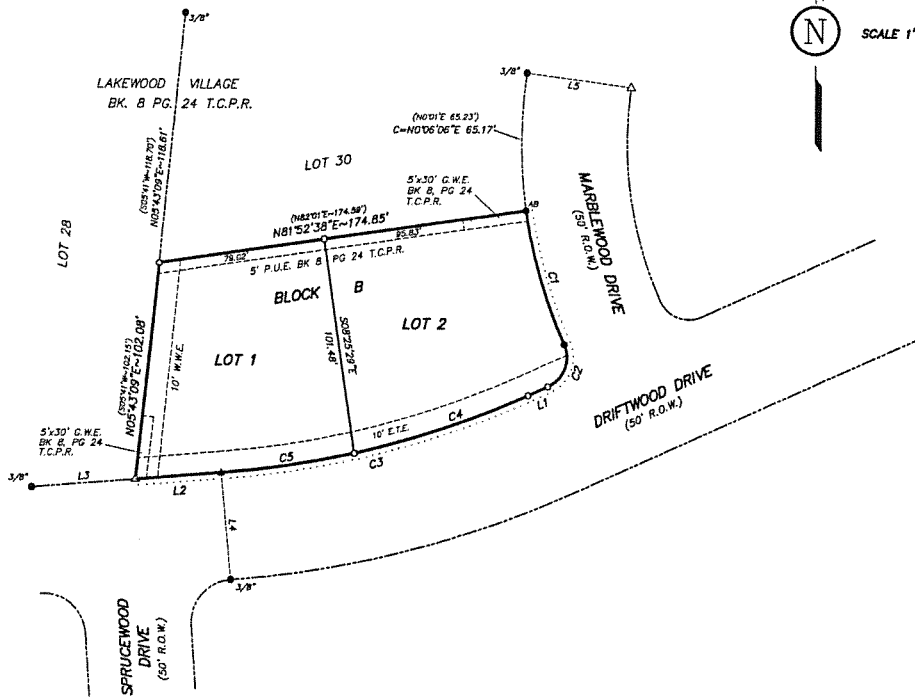 3/8"
N
SCALE 1"
LAKEWOOD VILLAGE
BK. 8 PG. 24 T.C.P.R.
3/8"
L5
(N0°01'E 65.23')
C=N0°06'06"E 65.17'
(S05°41'W~118.70')
N05°43'09"E~118.61'
LOT 30
5'x30' G.W.E.
BK 8, PG 24
T.C.P.R.
(N82°01'E~174.59')
N81°52'38"E~174.85'
AB
LOT 28
79.02'
95.83'
5' P.U.E. BK 8 PG 24 T.C.P.R.
MARBLEWOOD DRIVE
(50' R.O.W.)
BLOCK B
C1
LOT 1
LOT 2
S08°25'29"E
101.48'
10' W.W.E.
(S05°41'W~102.15')
N05°43'09"E~102.08'
C2
DRIFTWOOD DRIVE
(50' R.O.W.)
L1
C4
10' E.T.E.
5'x30' G.W.E.
BK 8, PG 24
T.C.P.R.
C5
C3
3/8"
L3
L2
L4
3/8"
SPRUCEWOOD
DRIVE
(50' R.O.W.)